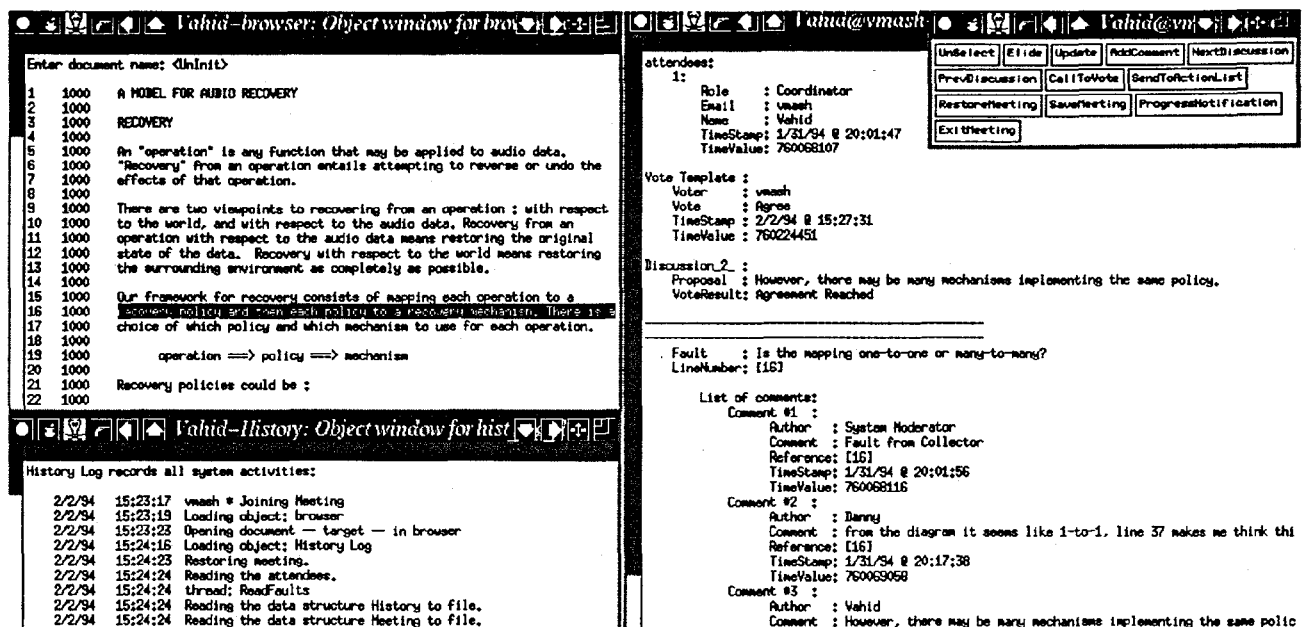 Vahid-browser: Object window for brow
Enter document name: <UnInit>
1 1000 A MODEL FOR AUDIO RECOVERY
2 1000
3 1000 RECOVERY
4 1000
5 1000 An "operation" is any function that may be applied to audio data.
6 1000 "Recovery" from an operation entails attempting to reverse or undo the
7 1000 effects of that operation.
8 1000
9 1000 There are two viewpoints to recovering from an operation ; with respect
10 1000 to the world, and with respect to the audio data. Recovery from an
11 1000 operation with respect to the audio data means restoring the original
12 1000 state of the data. Recovery with respect to the world means restoring
13 1000 the surrounding environment as completely as possible.
14 1000
15 1000 Our framework for recovery consists of mapping each operation to a
16 1000 recovery policy and then each policy to a recovery mechanism. There is a
17 1000 choice of which policy and which mechanism to use for each operation.
18 1000
19 1000 operation ==> policy ==> mechanism
20 1000
21 1000 Recovery policies could be :
22 1000
Vahid-History: Object window for hist
History Log records all system activities:
2/2/94 15:23:17 vmash * Joining Meeting
2/2/94 15:23:19 Loading object: browser
2/2/94 15:23:23 Opening document — target — in browser
2/2/94 15:24:16 Loading object: History Log
2/2/94 15:24:23 Restoring meeting.
2/2/94 15:24:24 Reading the attendees.
2/2/94 15:24:24 thread: ReadFaults
2/2/94 15:24:24 Reading the data structure History to file.
2/2/94 15:24:24 Reading the data structure Meeting to file.
Vahid@vmash
attendees:
1:
Role : Coordinator
Email : vmash
Name : Vahid
TimeStamp: 1/31/94 @ 20:01:47
TimeValue: 760068107
Vote Template :
Voter : vmash
Vote : Agree
TimeStamp : 2/2/94 @ 15:27:31
TimeValue : 760224451
Discussion_2_ :
Proposal : However, there may be many mechanisms implementing the same policy.
VoteResult: Agreement Reached
Fault : Is the mapping one-to-one or many-to-many?
LineNumber: [16]
List of comments:
Comment #1 :
Author : System Moderator
Comment : Fault from Collector
Reference: [16]
TimeStamp: 1/31/94 @ 20:01:56
TimeValue: 760068116
Comment #2 :
Author : Danny
Comment : from the diagram it seems like 1-to-1, line 37 makes me think thi
Reference: [16]
TimeStamp: 1/31/94 @ 20:17:38
TimeValue: 760069058
Comment #3 :
Author : Vahid
Comment : However, there may be many mechanisms implementing the same polic
Vahid@vm
UnSelect Elide Update AddComment NextDiscussion
PrevDiscussion CallToVote SendToActionList
RestoreMeeting SaveMeeting ProgressNotification
ExitMeeting